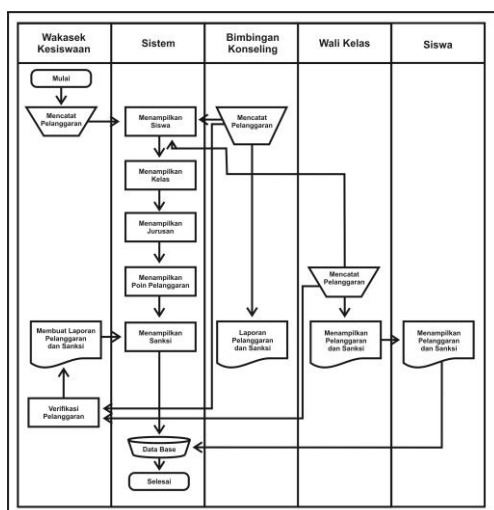 Wakasek
Kesiswaan
Sistem
Bimbingan
Konseling
Wali Kelas
Siswa
Mulai
Mencatat
Pelanggaran
Menampilkan
Siswa
Mencatat
Pelanggaran
Menampilkan
Kelas
Menampilkan
Jurusan
Menampilkan
Poin Pelanggaran
Mencatat
Pelanggaran
Membuat Laporan
Pelanggaran
dan Sanksi
Menampilkan
Sanksi
Laporan
Pelanggaran
dan Sanksi
Menampilkan
Pelanggaran
dan Sanksi
Menampilkan
Pelanggaran
dan Sanksi
Verifikasi
Pelanggaran
Data Base
Selesai